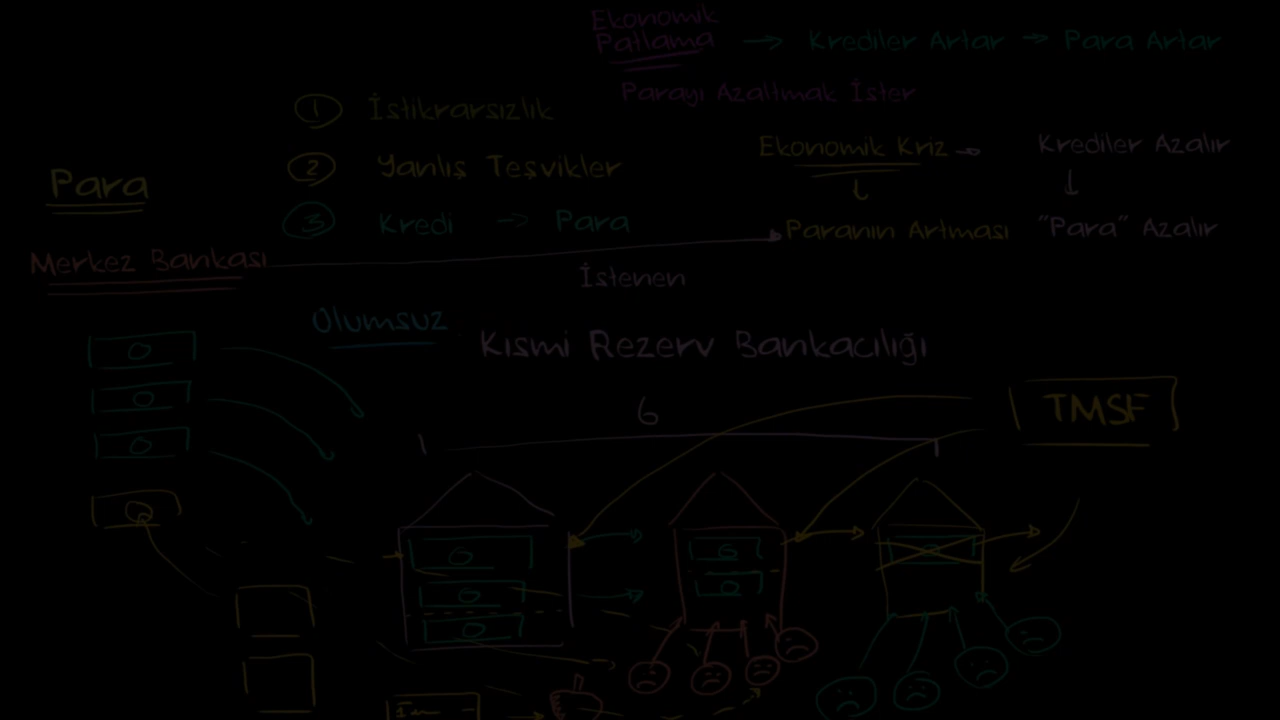 Ekonomik
Patlama → Krediler Artar → Para Artar
Parayı Azaltmak İster
1 İstikrarsızlık
2 Yanlış Teşvikler
3 Kredi → Para
Ekonomik Kriz → Krediler Azalır
Paranın Artması "Para" Azalır
Para
Merkez Bankası
İstenen
Olumsuz
Kısmi Rezerv Bankacılığı
6
TMSF